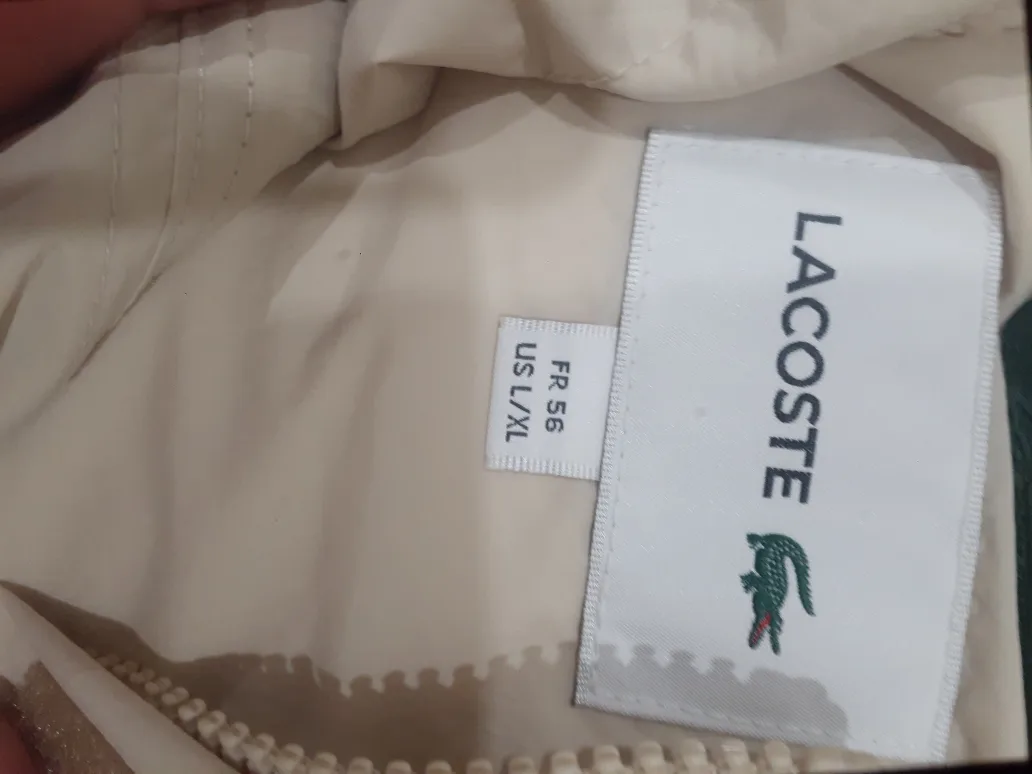 LACOSTE
FR 56
US L/XL